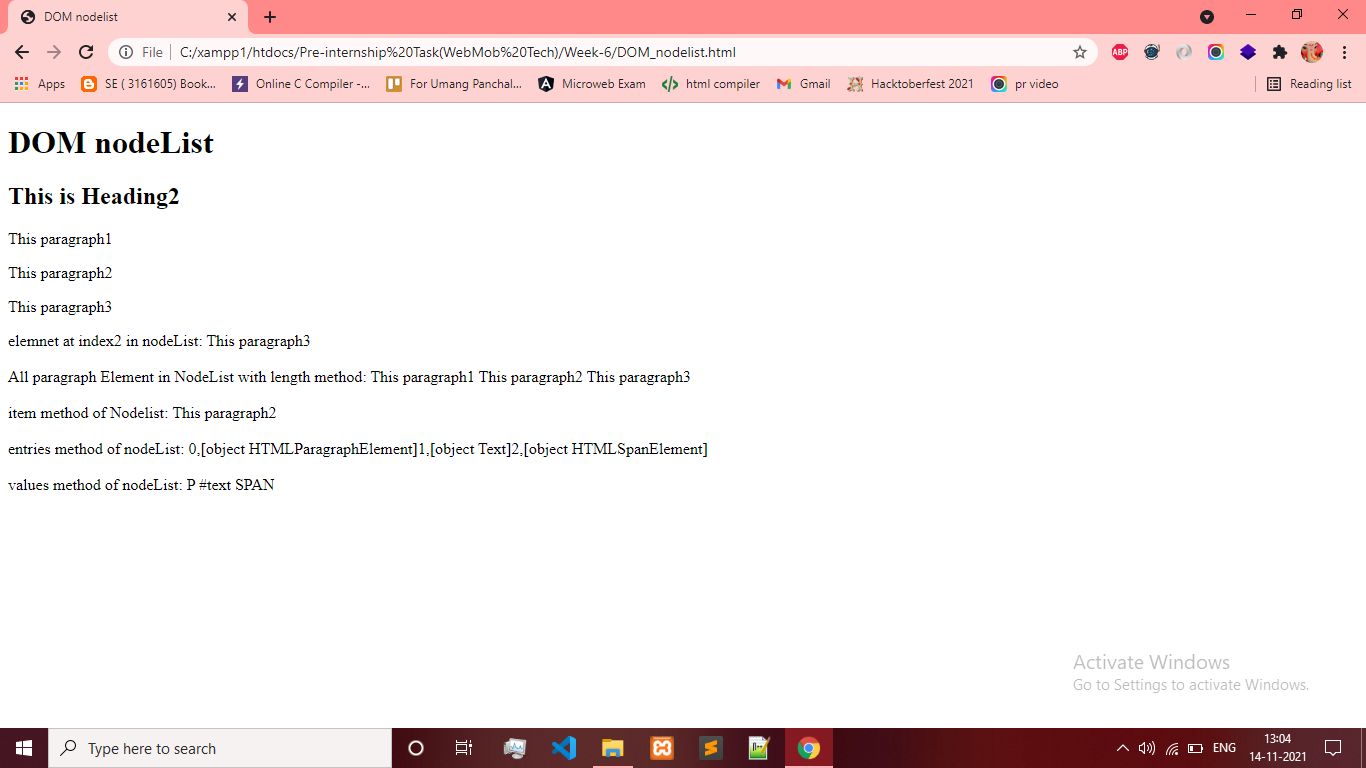 DOM nodelist
File
C:/xampp1/htdocs/Pre-internship%20Task(WebMob%20Tech)/Week-6/DOM_nodelist.html
ABP
Apps SE ( 3161605) Book... Online C Compiler -... For Umang Panchal... Microweb Exam html compiler Gmail Hacktoberfest 2021 pr video Reading list
DOM nodeList
This is Heading2
This paragraph1
This paragraph2
This paragraph3
elemnet at index2 in nodeList: This paragraph3
All paragraph Element in NodeList with length method: This paragraph1 This paragraph2 This paragraph3
item method of Nodelist: This paragraph2
entries method of nodeList: 0,[object HTMLParagraphElement]1,[object Text]2,[object HTMLSpanElement]
values method of nodeList: P #text SPAN
Activate Windows
Go to Settings to activate Windows.
Type here to search
ENG
13:04
14-11-2021